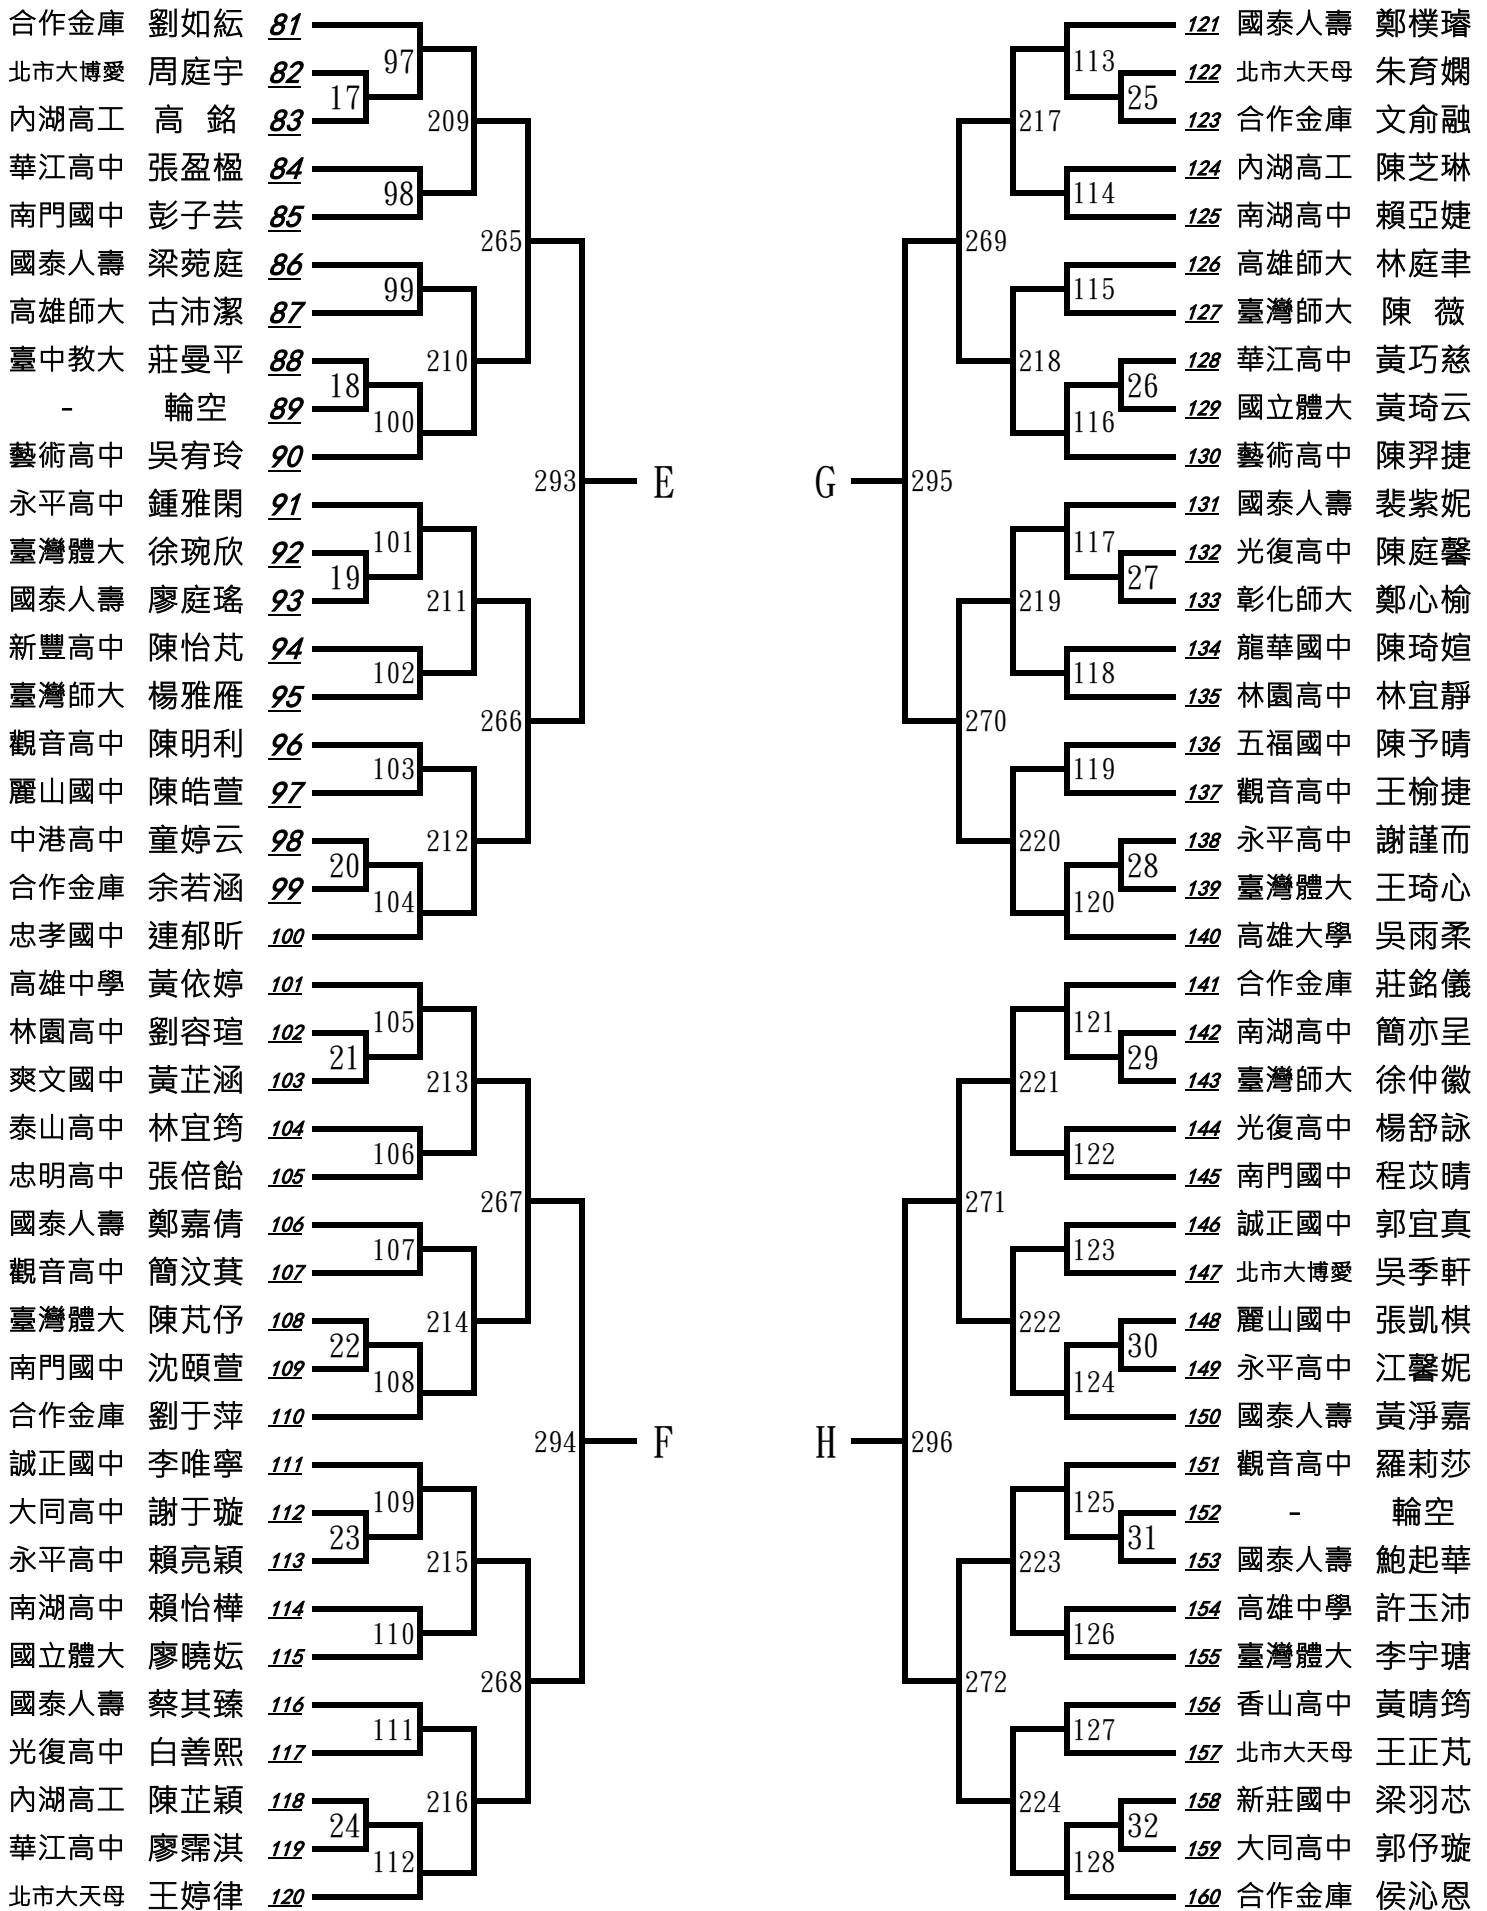 合作金庫 劉如紜 81
北市大博愛 周庭宇 82
內湖高工 高 銘 83
華江高中 張盈楹 84
南門國中 彭子芸 85
國泰人壽 梁菀庭 86
高雄師大 古沛潔 87
臺中教大 莊曼平 88
- 輪空 89
藝術高中 吳宥玲 90
永平高中 鍾雅閑 91
臺灣體大 徐琬欣 92
國泰人壽 廖庭瑤 93
新豐高中 陳怡芃 94
臺灣師大 楊雅雁 95
觀音高中 陳明利 96
麗山國中 陳皓萱 97
中港高中 童婷云 98
合作金庫 余若涵 99
忠孝國中 連郁昕 100
高雄中學 黃依婷 101
林園高中 劉容瑄 102
爽文國中 黃芷涵 103
泰山高中 林宜筠 104
忠明高中 張倍飴 105
國泰人壽 鄭嘉倩 106
觀音高中 簡汶萁 107
臺灣體大 陳芃伃 108
南門國中 沈頤萱 109
合作金庫 劉于萍 110
誠正國中 李唯寧 111
大同高中 謝于璇 112
永平高中 賴亮穎 113
南湖高中 賴怡樺 114
國立體大 廖曉妘 115
國泰人壽 蔡其臻 116
光復高中 白善熙 117
內湖高工 陳芷穎 118
華江高中 廖霈淇 119
北市大天母 王婷律 120
17
18
19
20
21
22
23
24
97
98
99
100
101
102
103
104
105
106
107
108
109
110
111
112
209
210
211
212
213
214
215
216
265
266
267
268
293
294
E
F
G
H
295
296
269
270
271
272
217
218
219
220
221
222
223
224
113
114
115
116
117
118
119
120
121
122
123
124
125
126
127
128
25
26
27
28
29
30
31
32
121 國泰人壽 鄭樸璿
122 北市大天母 朱育嫻
123 合作金庫 文俞融
124 內湖高工 陳芝琳
125 南湖高中 賴亞婕
126 高雄師大 林庭聿
127 臺灣師大 陳 薇
128 華江高中 黃巧慈
129 國立體大 黃琦云
130 藝術高中 陳羿捷
131 國泰人壽 裴紫妮
132 光復高中 陳庭馨
133 彰化師大 鄭心榆
134 龍華國中 陳琦媗
135 林園高中 林宜靜
136 五福國中 陳予晴
137 觀音高中 王榆捷
138 永平高中 謝謹而
139 臺灣體大 王琦心
140 高雄大學 吳雨柔
141 合作金庫 莊銘儀
142 南湖高中 簡亦呈
143 臺灣師大 徐仲徽
144 光復高中 楊舒詠
145 南門國中 程苡晴
146 誠正國中 郭宜真
147 北市大博愛 吳季軒
148 麗山國中 張凱棋
149 永平高中 江馨妮
150 國泰人壽 黃淨嘉
151 觀音高中 羅莉莎
152 - 輪空
153 國泰人壽 鮑起華
154 高雄中學 許玉沛
155 臺灣體大 李宇瑭
156 香山高中 黃晴筠
157 北市大天母 王正芃
158 新莊國中 梁羽芯
159 大同高中 郭伃璇
160 合作金庫 侯沁恩